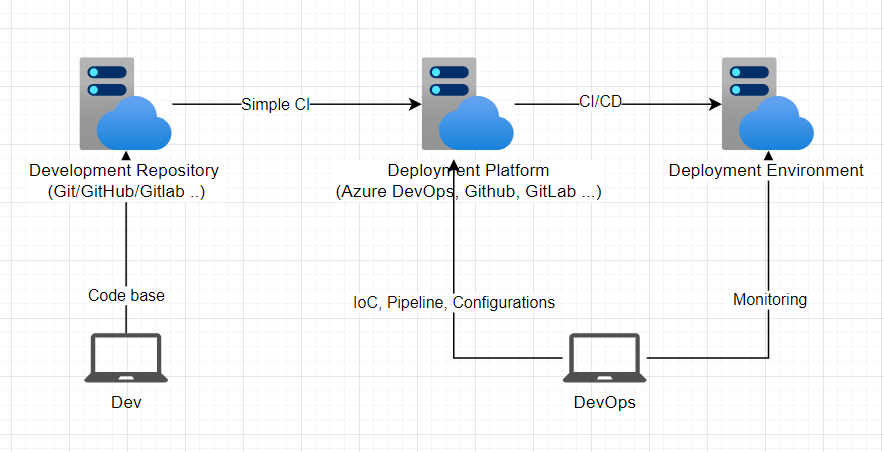 Simple CI
CI/CD
Development Repository
(Git/GitHub/Gitlab ..)
Deployment Platform
(Azure DevOps, Github, GitLab ...)
Deployment Environment
Code base
IoC, Pipeline, Configurations
Monitoring
Dev
DevOps